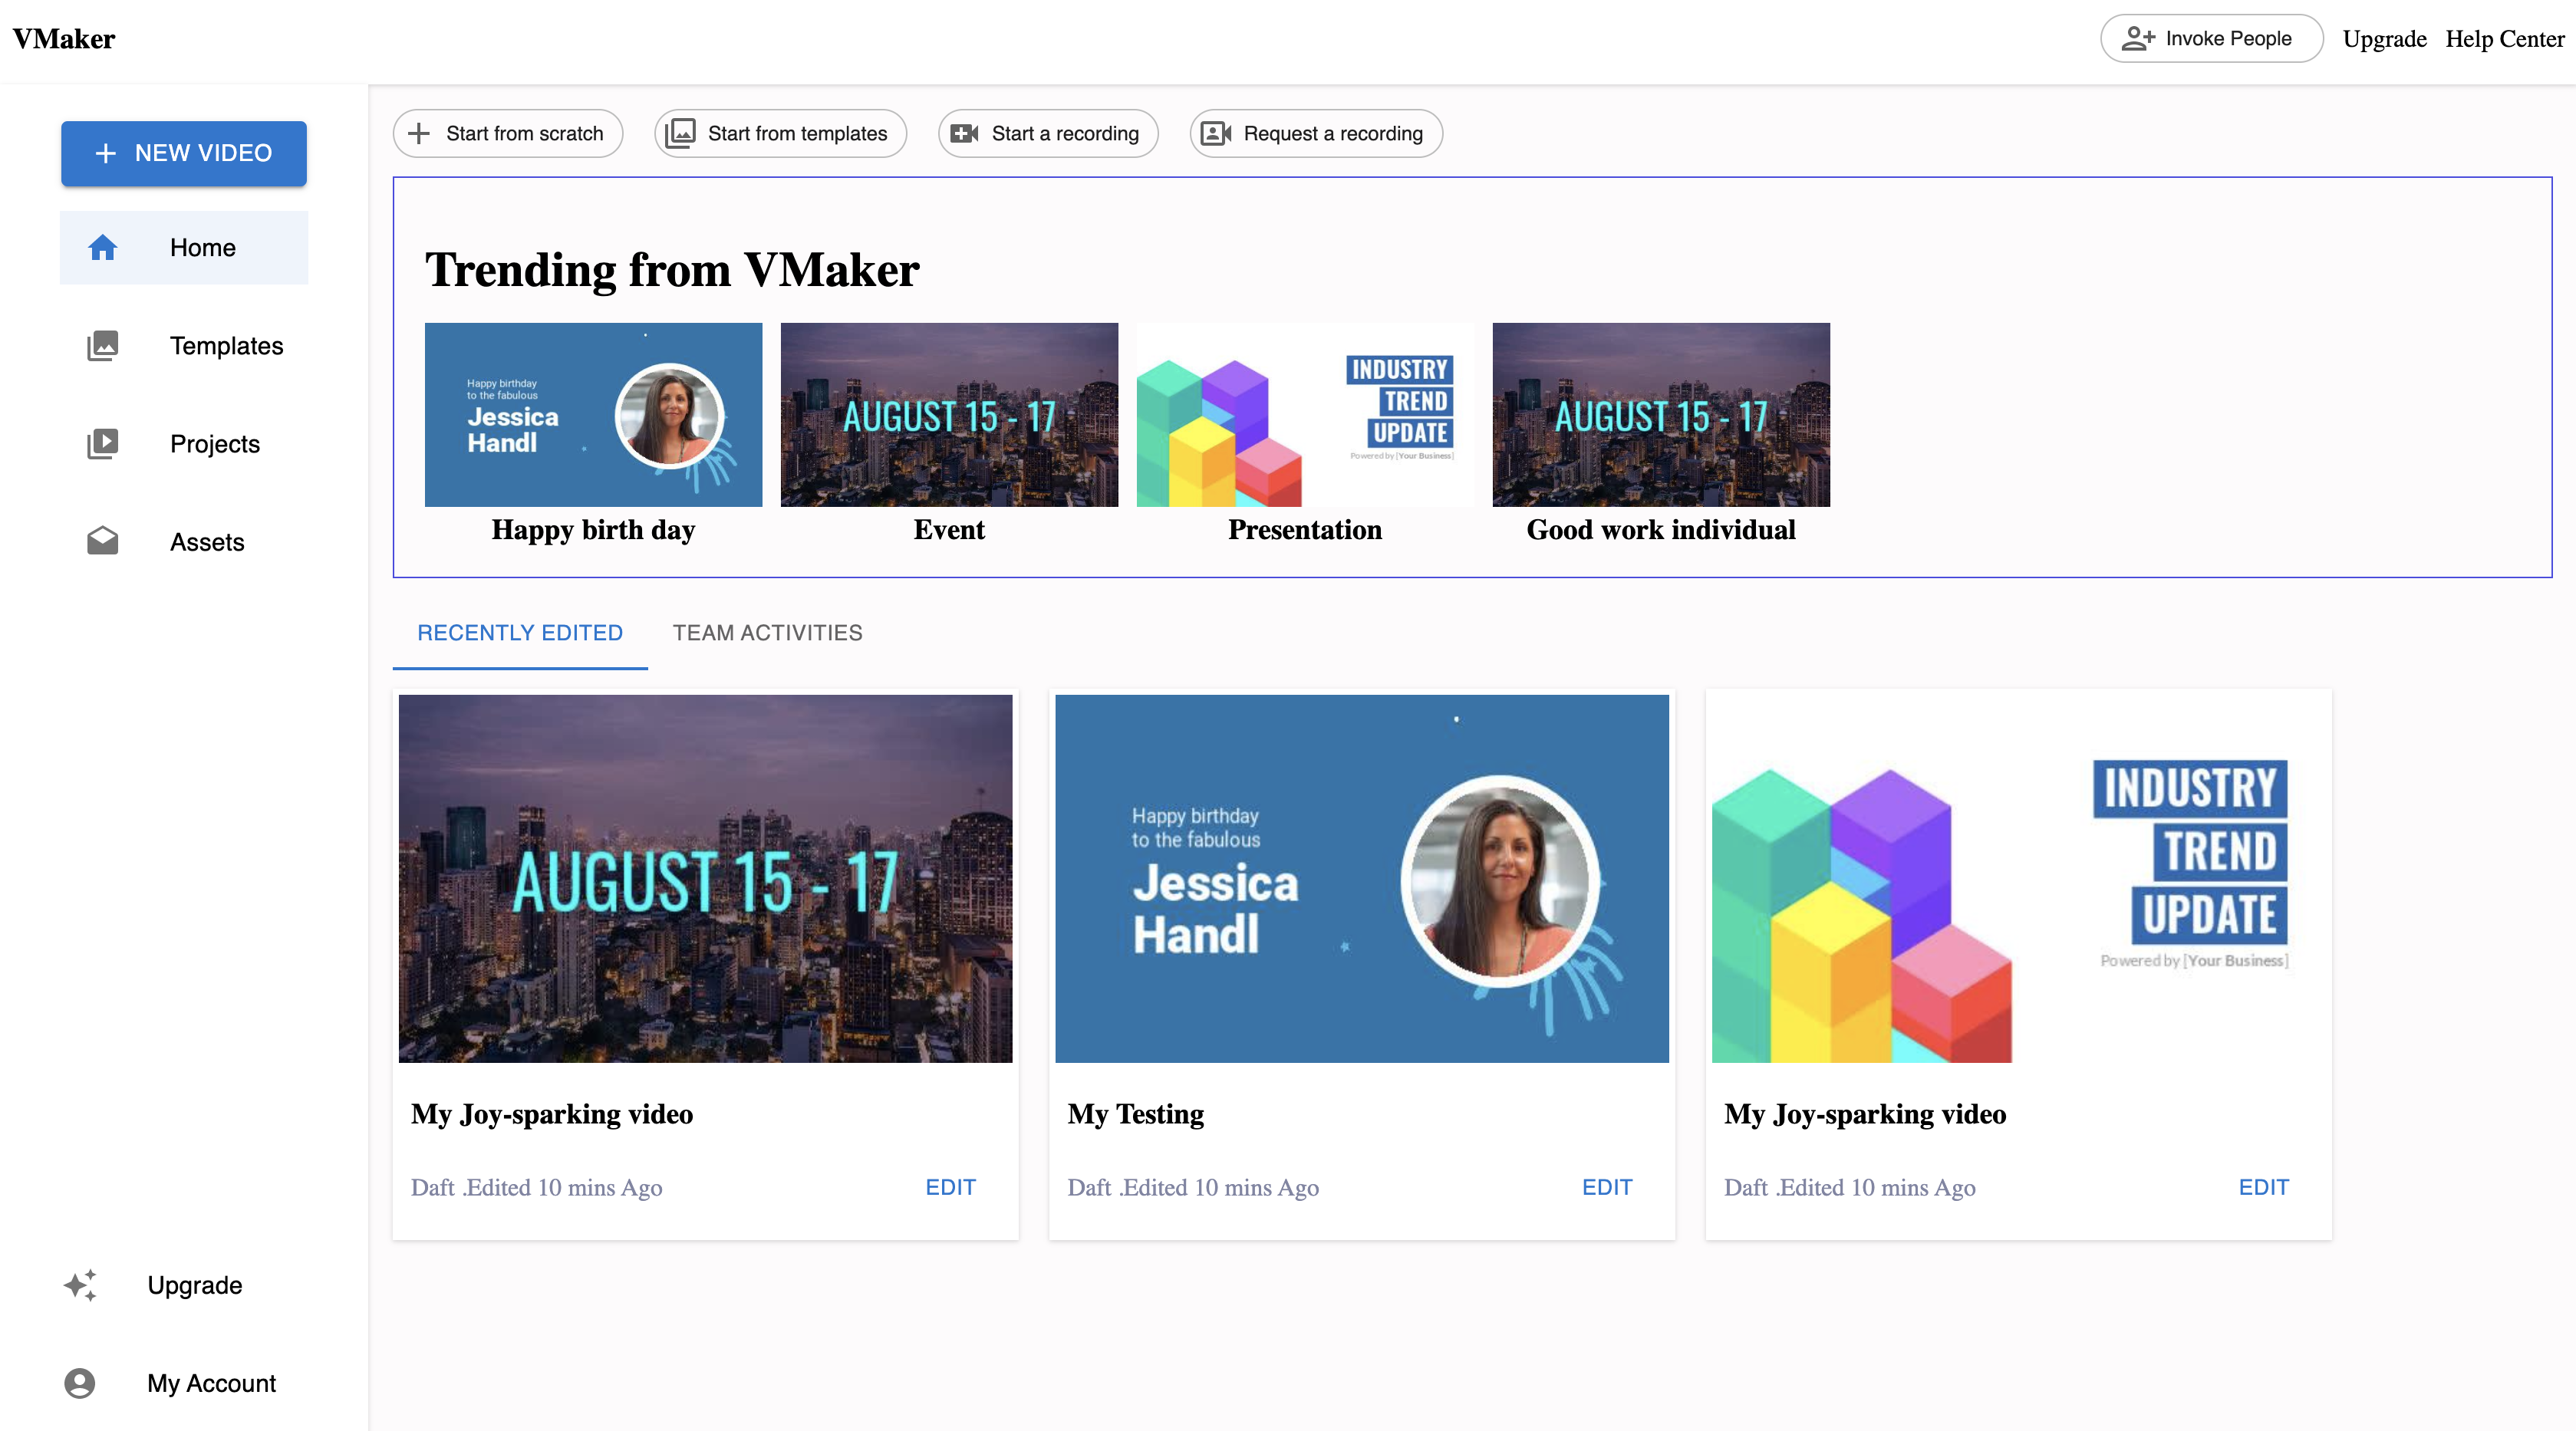 VMaker
Invoke People
Upgrade
Help Center
NEW VIDEO
Home
Templates
Projects
Assets
Upgrade
My Account
Start from scratch
Start from templates
Start a recording
Request a recording
Trending from VMaker
Happy birthday
to the fabulous
Jessica
Handl
Happy birth day
AUGUST 15 - 17
Event
INDUSTRY
TREND
UPDATE
Powered by [Your Business]
Presentation
AUGUST 15 - 17
Good work individual
RECENTLY EDITED
TEAM ACTIVITIES
AUGUST 15 - 17
My Joy-sparking video
Daft .Edited 10 mins Ago
EDIT
Happy birthday
to the fabulous
Jessica
Handl
My Testing
Daft .Edited 10 mins Ago
EDIT
INDUSTRY
TREND
UPDATE
Powered by [Your Business]
My Joy-sparking video
Daft .Edited 10 mins Ago
EDIT